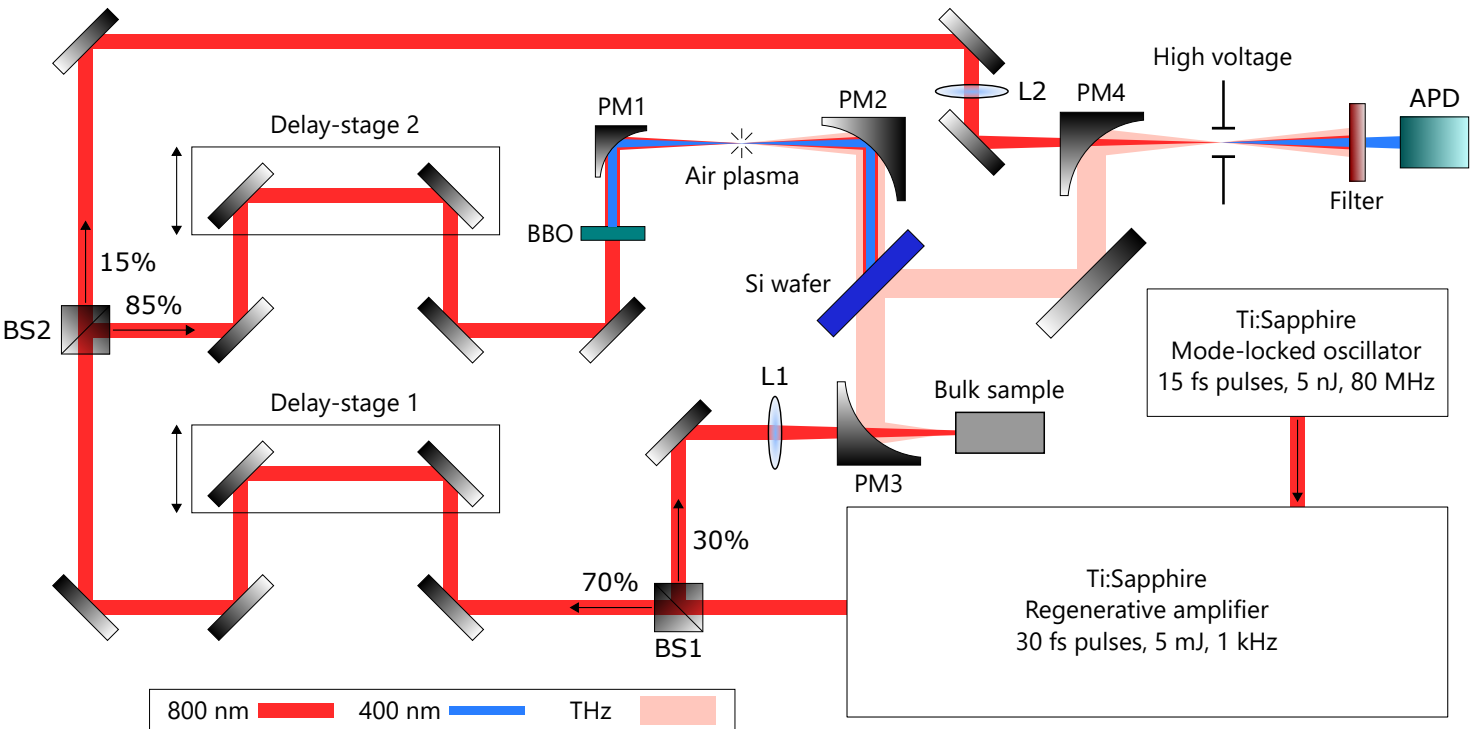 High voltage
PM1
PM2
L2
PM4
APD
Delay-stage 2
Air plasma
Filter
BBO
15%
Si wafer
85%
BS2
Ti:Sapphire
Mode-locked oscillator
15 fs pulses, 5 nJ, 80 MHz
L1
Bulk sample
Delay-stage 1
PM3
30%
70%
BS1
Ti:Sapphire
Regenerative amplifier
30 fs pulses, 5 mJ, 1 kHz
800 nm
400 nm
THz